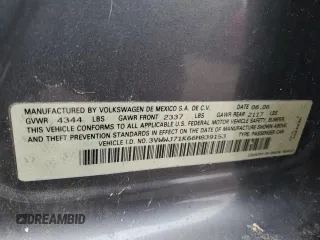 MANUFACTURED BY VOLKSWAGEN DE MEXICO S.A. DE C.V.
GVWR 4344 LBS GAWR FRONT 2337 LBS REAR 2117 LBS
DATE 06.06
THIS VEHICLE CONFORMS TO ALL APPLICABLE U.S. FEDERAL MOTOR VEHICLE SAFETY, BUMPER,
AND THEFT PREVENTION STANDARDS IN EFFECT ON THE DATE OF MANUFACTURE SHOWN ABOVE.
VEHICLE I.D. NO. TYPE: PASSENGER CAR
DREAMBID